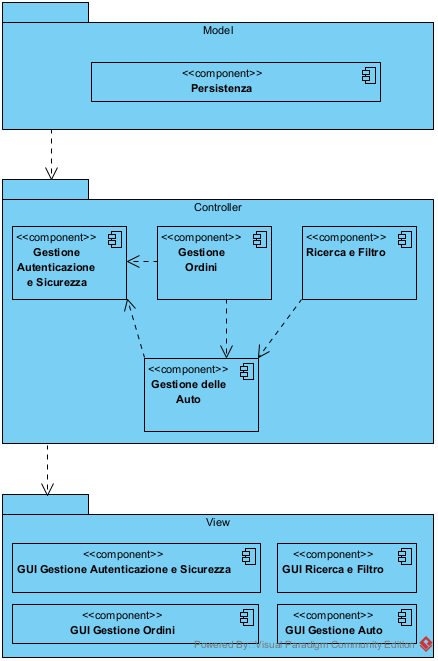 Model
<<component>>
Persistenza
Controller
<<component>>
Gestione
Autenticazione
e Sicurezza
<<component>>
Gestione
Ordini
<<component>>
Ricerca e Filtro
<<component>>
Gestione delle
Auto
View
<<component>>
GUI Gestione Autenticazione e Sicurezza
<<component>>
GUI Ricerca e Filtro
<<component>>
GUI Gestione Ordini
<<component>>
GUI Gestione Auto
Powered By: Visual Paradigm Community Edition